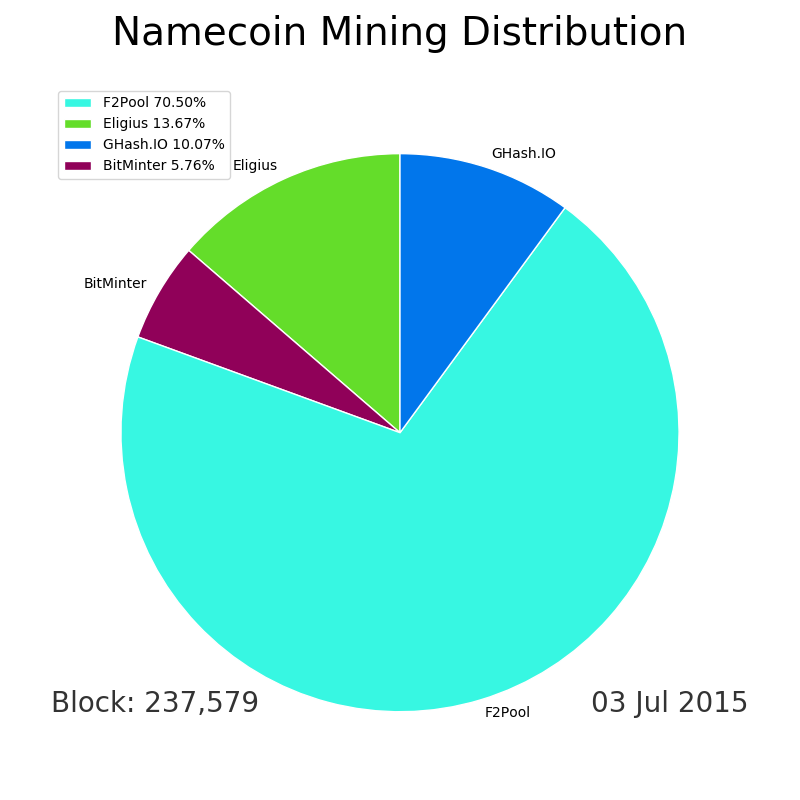 Namecoin Mining Distribution
F2Pool 70.50%
Eligius 13.67%
GHash.IO 10.07%
BitMinter 5.76%
GHash.IO
Eligius
BitMinter
F2Pool
Block: 237,579
03 Jul 2015